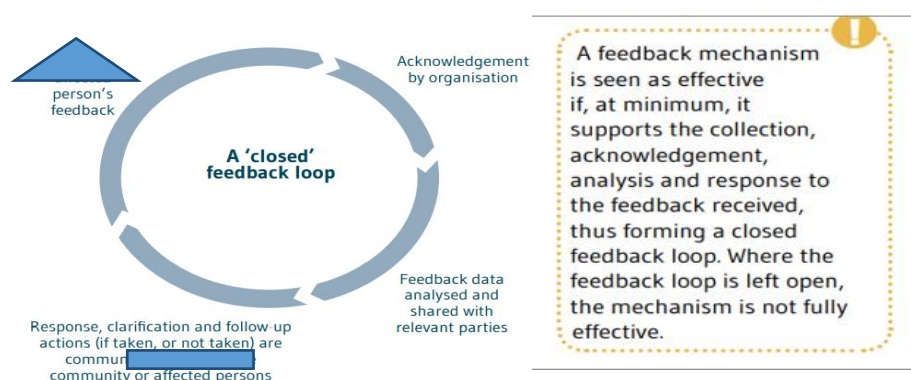 person's
feedback
Acknowledgement
by organisation
A 'closed'
feedback loop
Feedback data
analysed and
shared with
relevant parties
Response, clarification and follow-up
actions (if taken, or not taken) are
community or affected persons
!
A feedback mechanism
is seen as effective
if, at minimum, it
supports the collection,
acknowledgement,
analysis and response to
the feedback received,
thus forming a closed
feedback loop. Where the
feedback loop is left open,
the mechanism is not fully
effective.